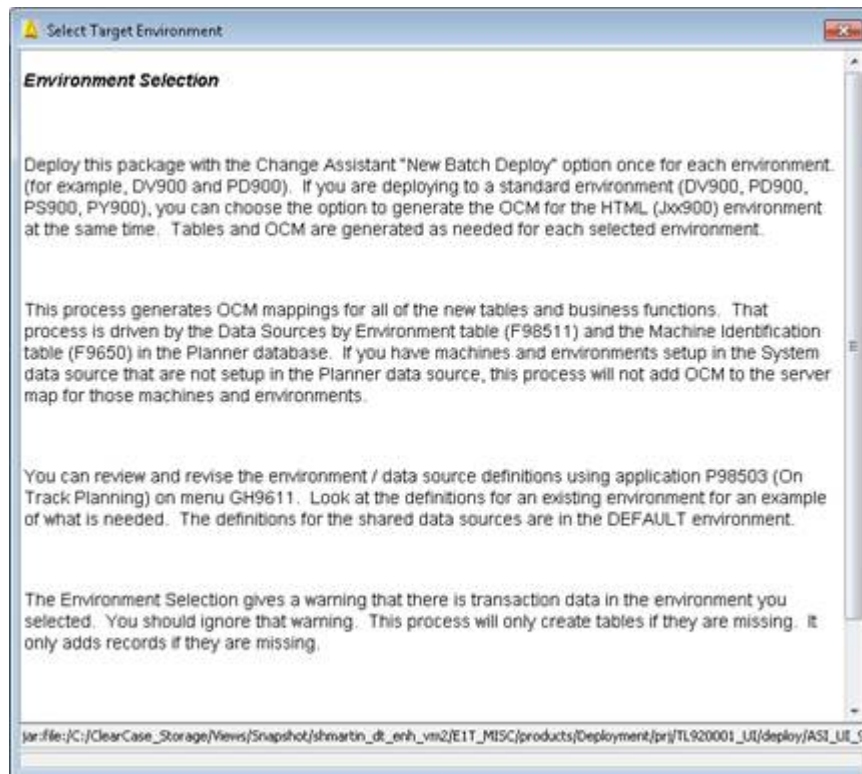 Select Target Environment
Environment Selection
Deploy this package with the Change Assistant "New Batch Deploy" option once for each environment.
(for example, DV900 and PD900).  If you are deploying to a standard environment (DV900, PD900,
PS900, PY900), you can choose the option to generate the OCM for the HTML (Jxx900) environment
at the same time.  Tables and OCM are generated as needed for each selected environment.
This process generates OCM mappings for all of the new tables and business functions.  That
process is driven by the Data Sources by Environment table (F98511) and the Machine Identification
table (F9650) in the Planner database.  If you have machines and environments setup in the System
data source that are not setup in the Planner data source, this process will not add OCM to the server
map for those machines and environments.
You can review and revise the environment / data source definitions using application P98503 (On
Track Planning) on menu GH9611.  Look at the definitions for an existing environment for an example
of what is needed.  The definitions for the shared data sources are in the DEFAULT environment.
The Environment Selection gives a warning that there is transaction data in the environment you
selected.  You should ignore that warning.  This process will only create tables if they are missing.  It
only adds records if they are missing.
jar:file:/C:/ClearCase_Storage/Views/Snapshot/shmartin_dt_enh_vm2/E1T_MISC/products/Deployment/prj/TL920001_UI/deploy/ASI_UI_9